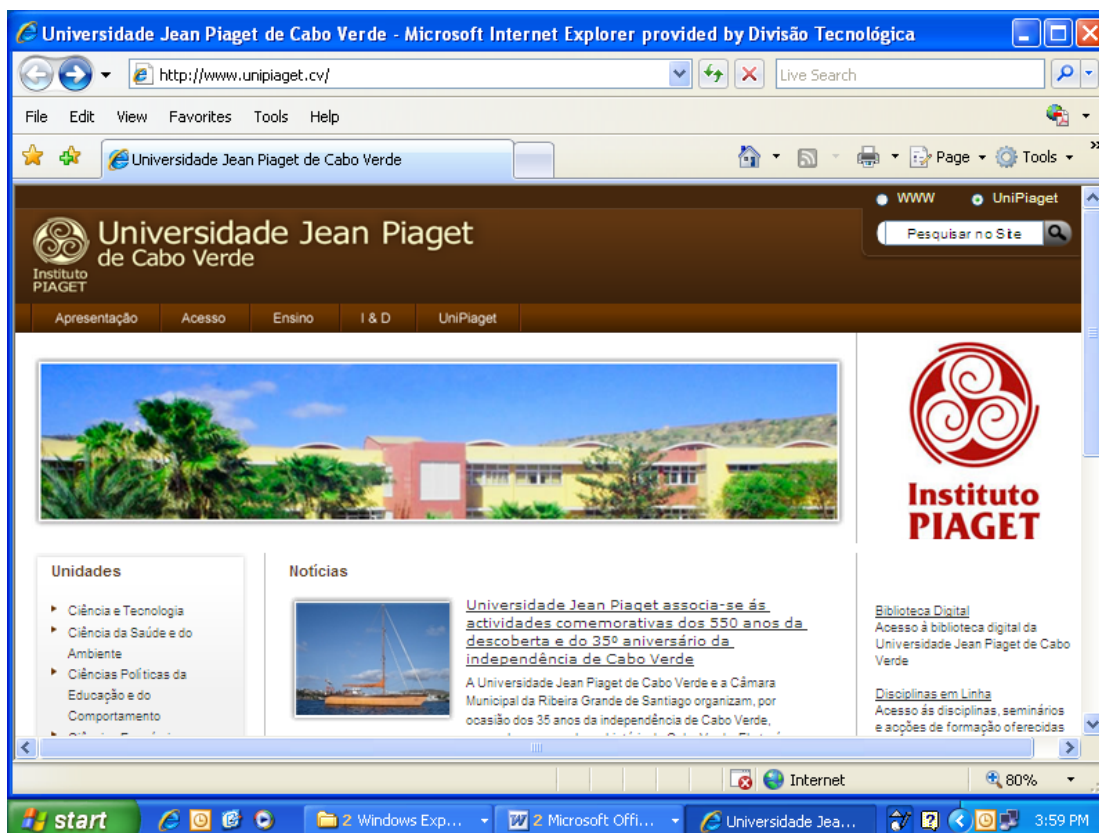 Universidade Jean Piaget de Cabo Verde - Microsoft Internet Explorer provided by Divisão Tecnológica
http://www.unipiaget.cv/
Live Search
File Edit View Favorites Tools Help
Universidade Jean Piaget de Cabo Verde
Page Tools
WWW UniPiaget
Pesquisar no Site
Universidade Jean Piaget
de Cabo Verde
Instituto
PIAGET
Apresentação Acesso Ensino I & D UniPiaget
Instituto
PIAGET
Unidades
Ciência e Tecnologia
Ciência da Saúde e do
Ambiente
Ciências Políticas da
Educação e do
Comportamento
Notícias
Universidade Jean Piaget associa-se ás
actividades comemorativas dos 550 anos da
descoberta e do 35º aniversário da
independência de Cabo Verde
A Universidade Jean Piaget de Cabo Verde e a Câmara
Municipal da Ribeira Grande de Santiago organizam, por
ocasião dos 35 anos da independência de Cabo Verde,
Biblioteca Digital
Acesso à biblioteca digital da
Universidade Jean Piaget de Cabo
Verde
Disciplinas em Linha
Acesso ás disciplinas, seminários
e acções de formação oferecidas
Internet
80%
start
2 Windows Exp...
2 Microsoft Offi...
Universidade Jea...
3:59 PM